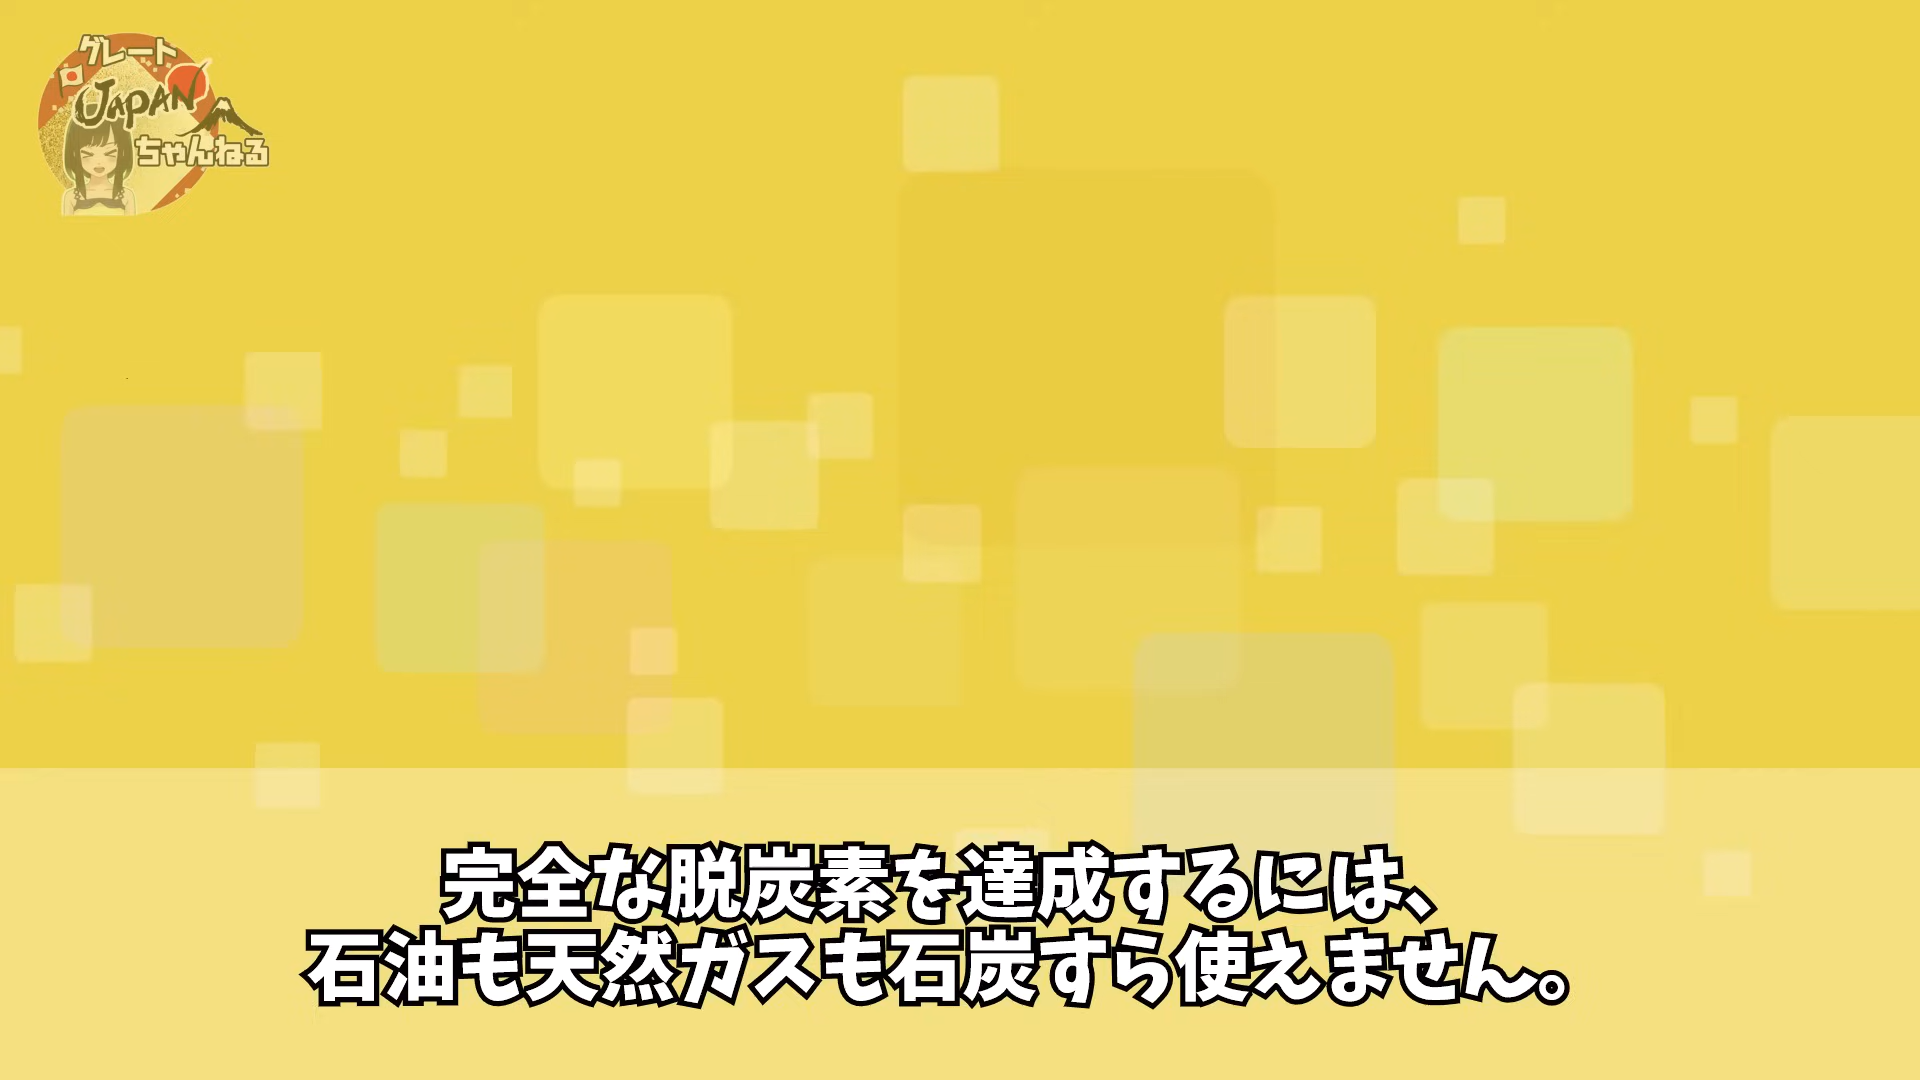 グレート
JAPAN
ちゃんねる
完全な脱炭素を達成するには、
石油も天然ガスも石炭すら使えません。